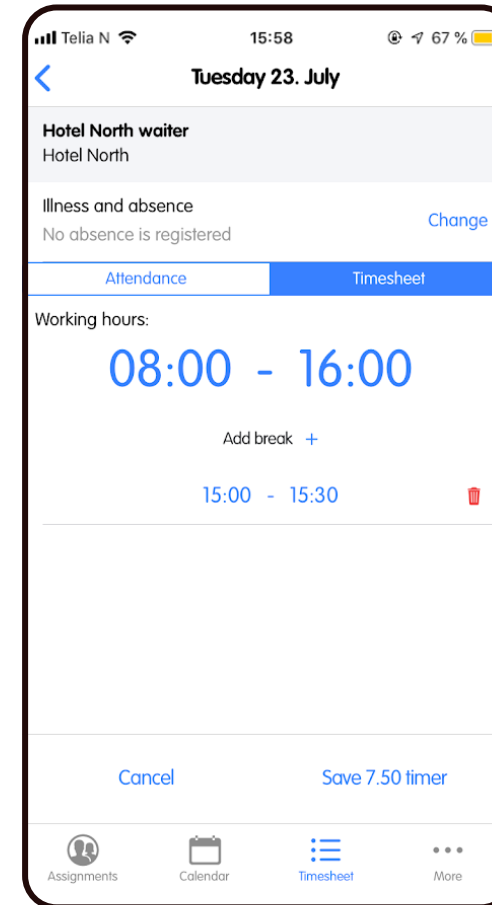 Telia N 15:58 67 %
Tuesday 23. July
Hotel North waiter
Hotel North
Illness and absence
No absence is registered
Change
Attendance Timesheet
Working hours:
08:00 - 16:00
Add break +
15:00 - 15:30
Cancel Save 7.50 timer
Assignments Calendar Timesheet More